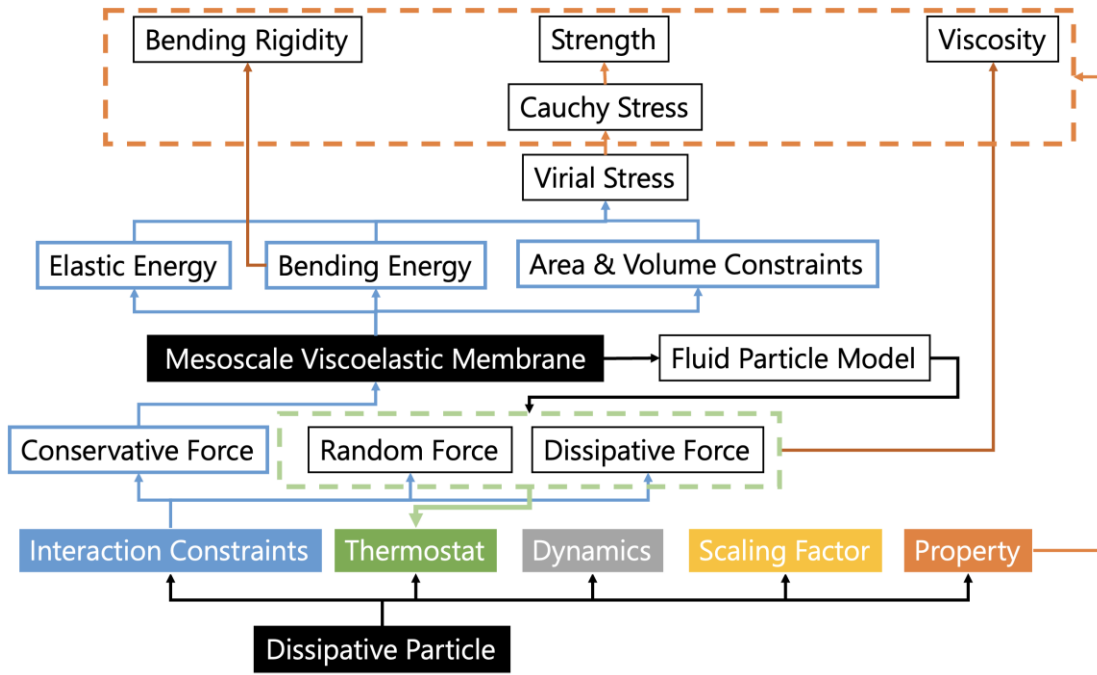 Bending Rigidity
Strength
Viscosity
Cauchy Stress
Virial Stress
Elastic Energy
Bending Energy
Area & Volume Constraints
Mesoscale Viscoelastic Membrane
Fluid Particle Model
Conservative Force
Random Force
Dissipative Force
Interaction Constraints
Thermostat
Dynamics
Scaling Factor
Property
Dissipative Particle